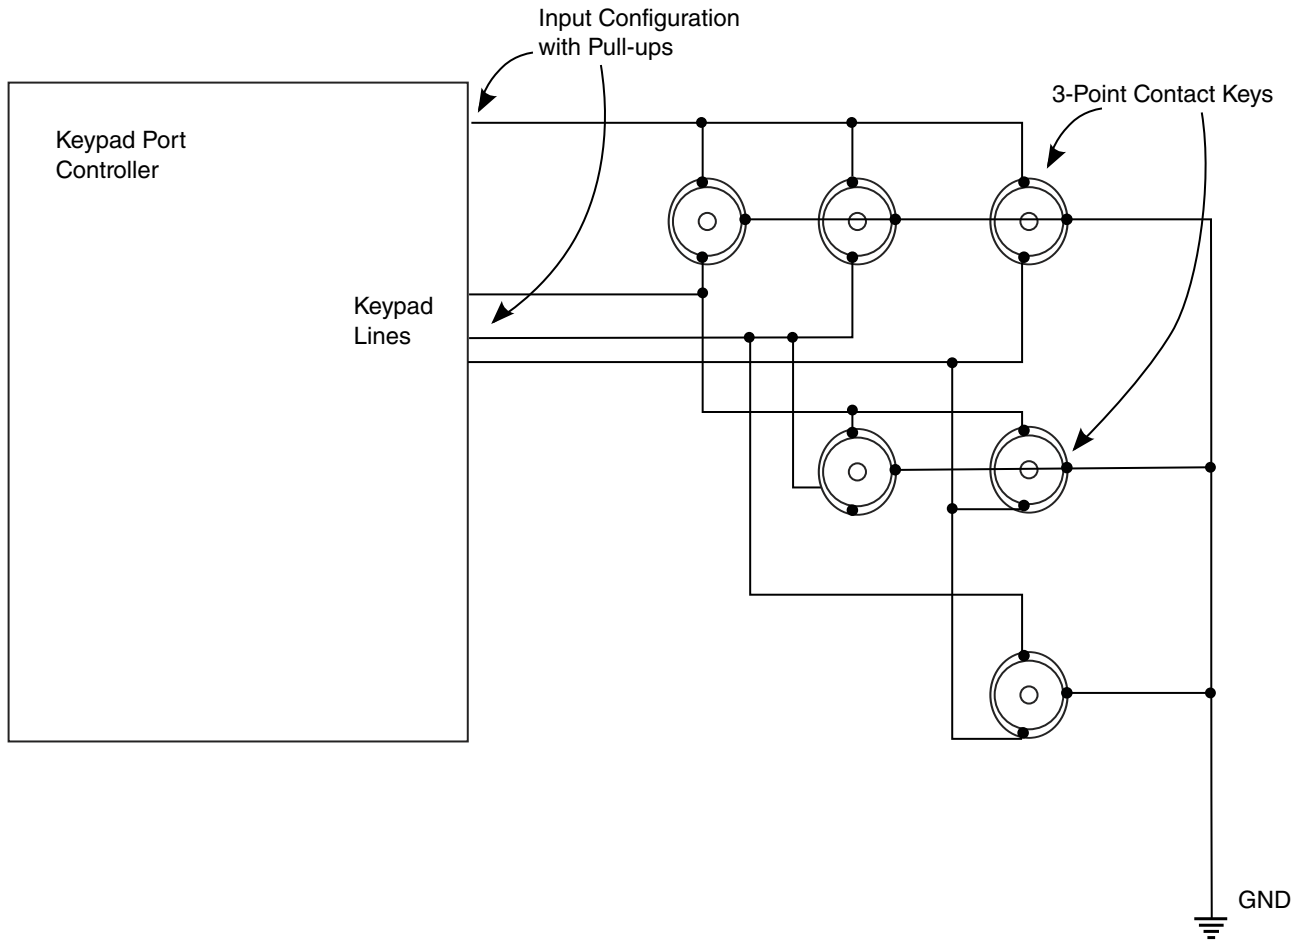 Input Configuration
with Pull-ups
3-Point Contact Keys
Keypad Port
Controller
Keypad
Lines
GND